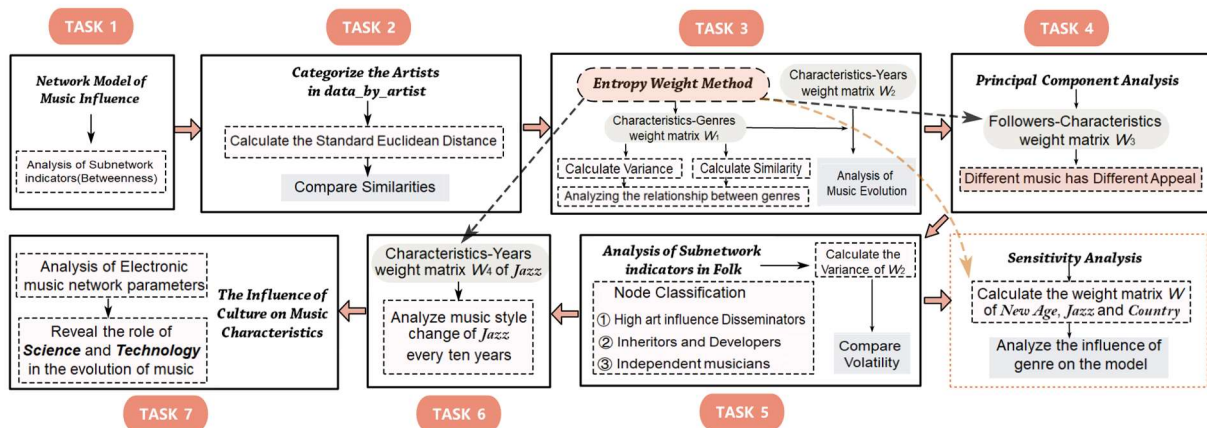 TASK 1
Network Model of
Music Influence
Analysis of Subnetwork
indicators(Betweenness)
TASK 2
Categorize the Artists
in data_by_artist
Calculate the Standard Euclidean Distance
Compare Similarities
TASK 3
Entropy Weight Method
Characteristics-Years
weight matrix W2
Characteristics-Genres
weight matrix W1
Calculate Variance
Calculate Similarity
Analyzing the relationship between genres
Analysis of
Music Evolution
TASK 4
Principal Component Analysis
Followers-Characteristics
weight matrix W3
Different music has Different Appeal
Analysis of Electronic
music network parameters
Reveal the role of
Science and Technology
in the evolution of music
The Influence of
Culture on Music
Characteristics
TASK 7
Characteristics-Years
weight matrix W4 of Jazz
Analyze music style
change of Jazz
every ten years
TASK 6
Analysis of Subnetwork
indicators in Folk
Calculate the
Variance of W2
Node Classification
① High art influence Disseminators
② Inheritors and Developers
③ Independent musicians
Compare
Volatility
TASK 5
Sensitivity Analysis
Calculate the weight matrix W
of New Age, Jazz and Country
Analyze the influence of
genre on the model